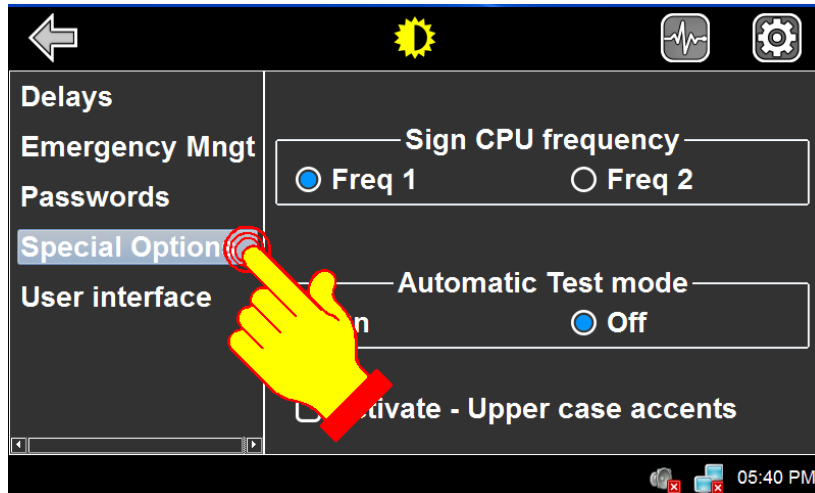 Delays
Emergency Mngt
Passwords
Special Option
User interface
Sign CPU frequency
Freq 1
Freq 2
Automatic Test mode
Off
Upper case accents
05:40 PM